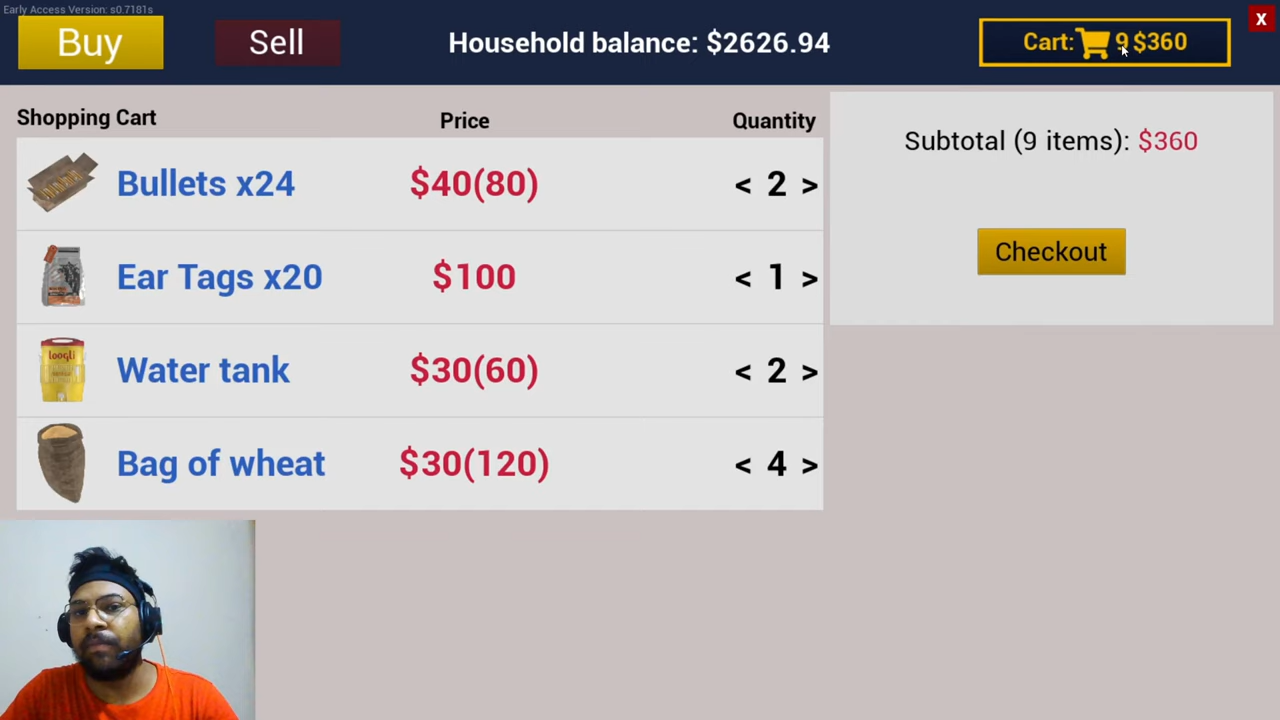 Early Access Version: s0.7181s
Buy
Sell
Household balance: $2626.94
Cart: 9 $360
X
Shopping Cart
Price
Quantity
Bullets x24
$40(80)
< 2 >
Ear Tags x20
$100
< 1 >
loogli
Water tank
$30(60)
< 2 >
Bag of wheat
$30(120)
< 4 >
Subtotal (9 items): $360
Checkout